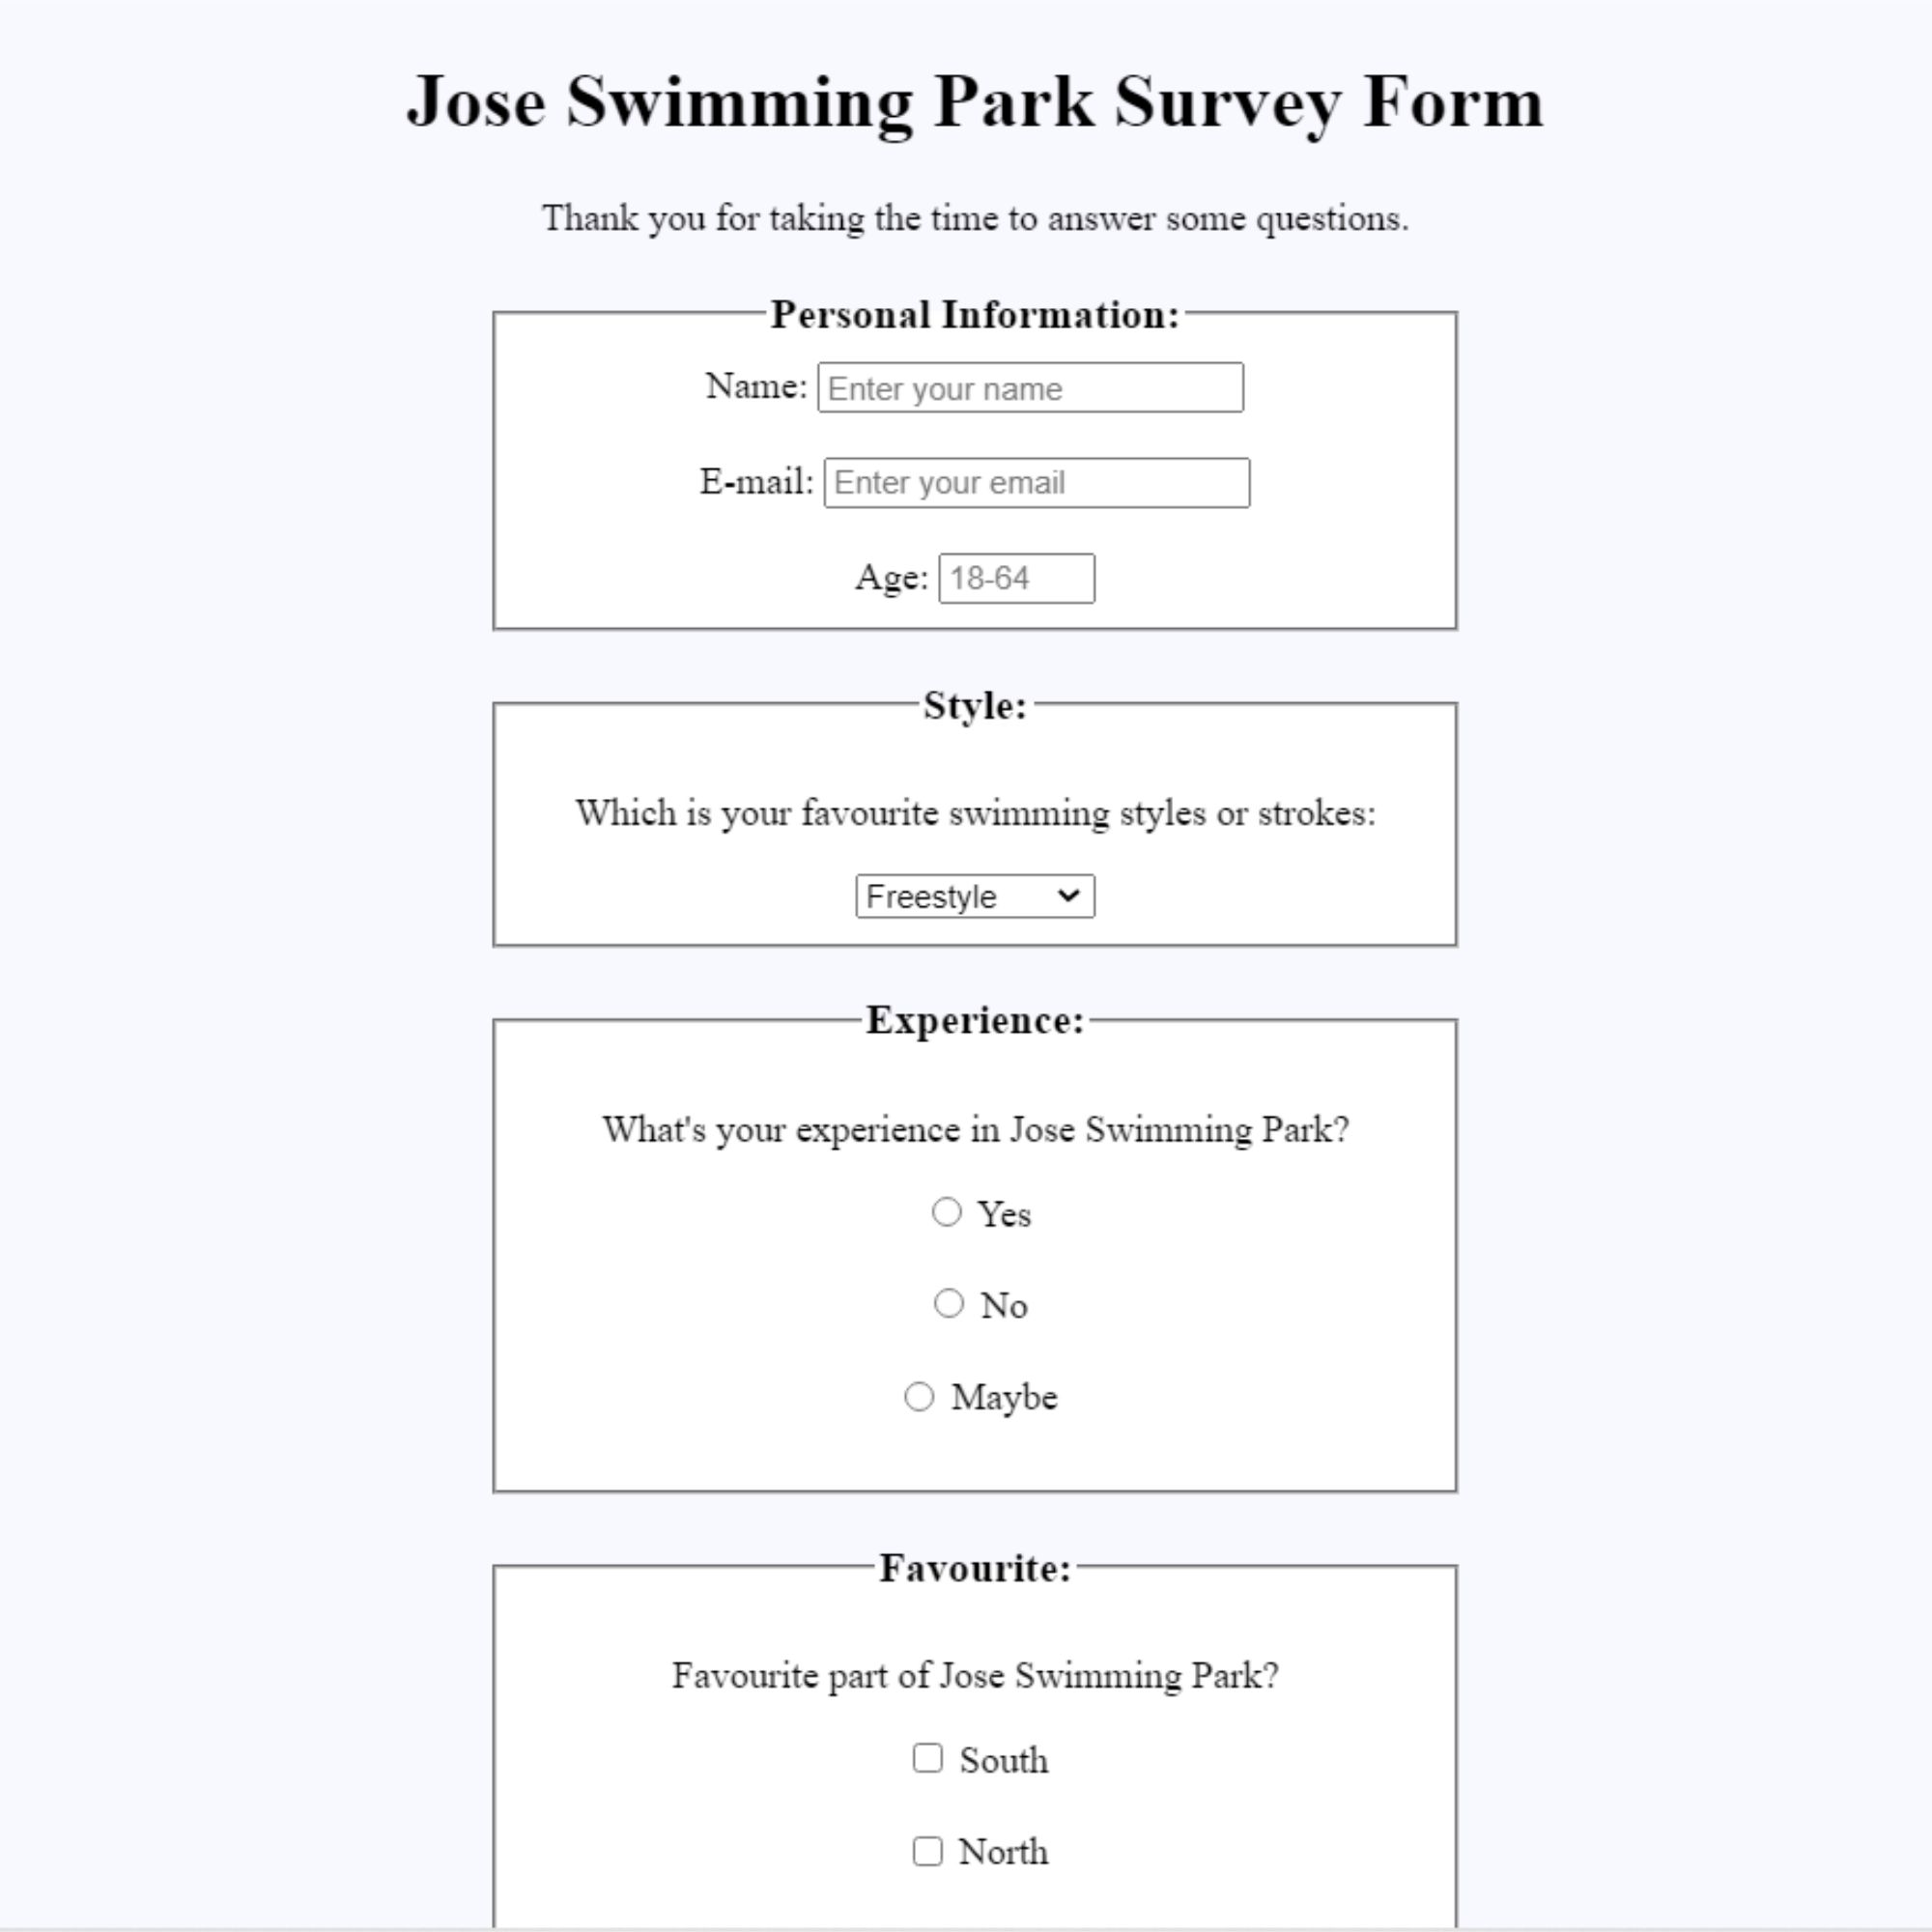 Jose Swimming Park Survey Form
Thank you for taking the time to answer some questions.
Personal Information:
Name: Enter your name
E-mail: Enter your email
Age: 18-64
Style:
Which is your favourite swimming styles or strokes:
Freestyle
Experience:
What's your experience in Jose Swimming Park?
Yes
No
Maybe
Favourite:
Favourite part of Jose Swimming Park?
South
North